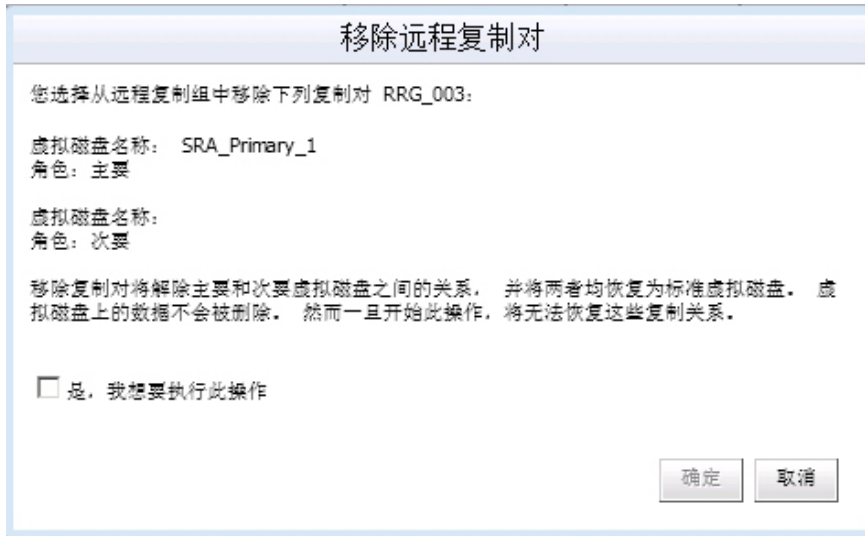 移除远程复制对
您选择从远程复制组中移除下列复制对 RRG_003：
虚拟磁盘名称： SRA_Primary_1
角色：主要
虚拟磁盘名称：
角色：次要
移除复制对将解除主要和次要虚拟磁盘之间的关系， 并将两者均恢复为标准虚拟磁盘。 虚
拟磁盘上的数据不会被删除。 然而一旦开始此操作，将无法恢复这些复制关系。
是，我想要执行此操作
确定
取消